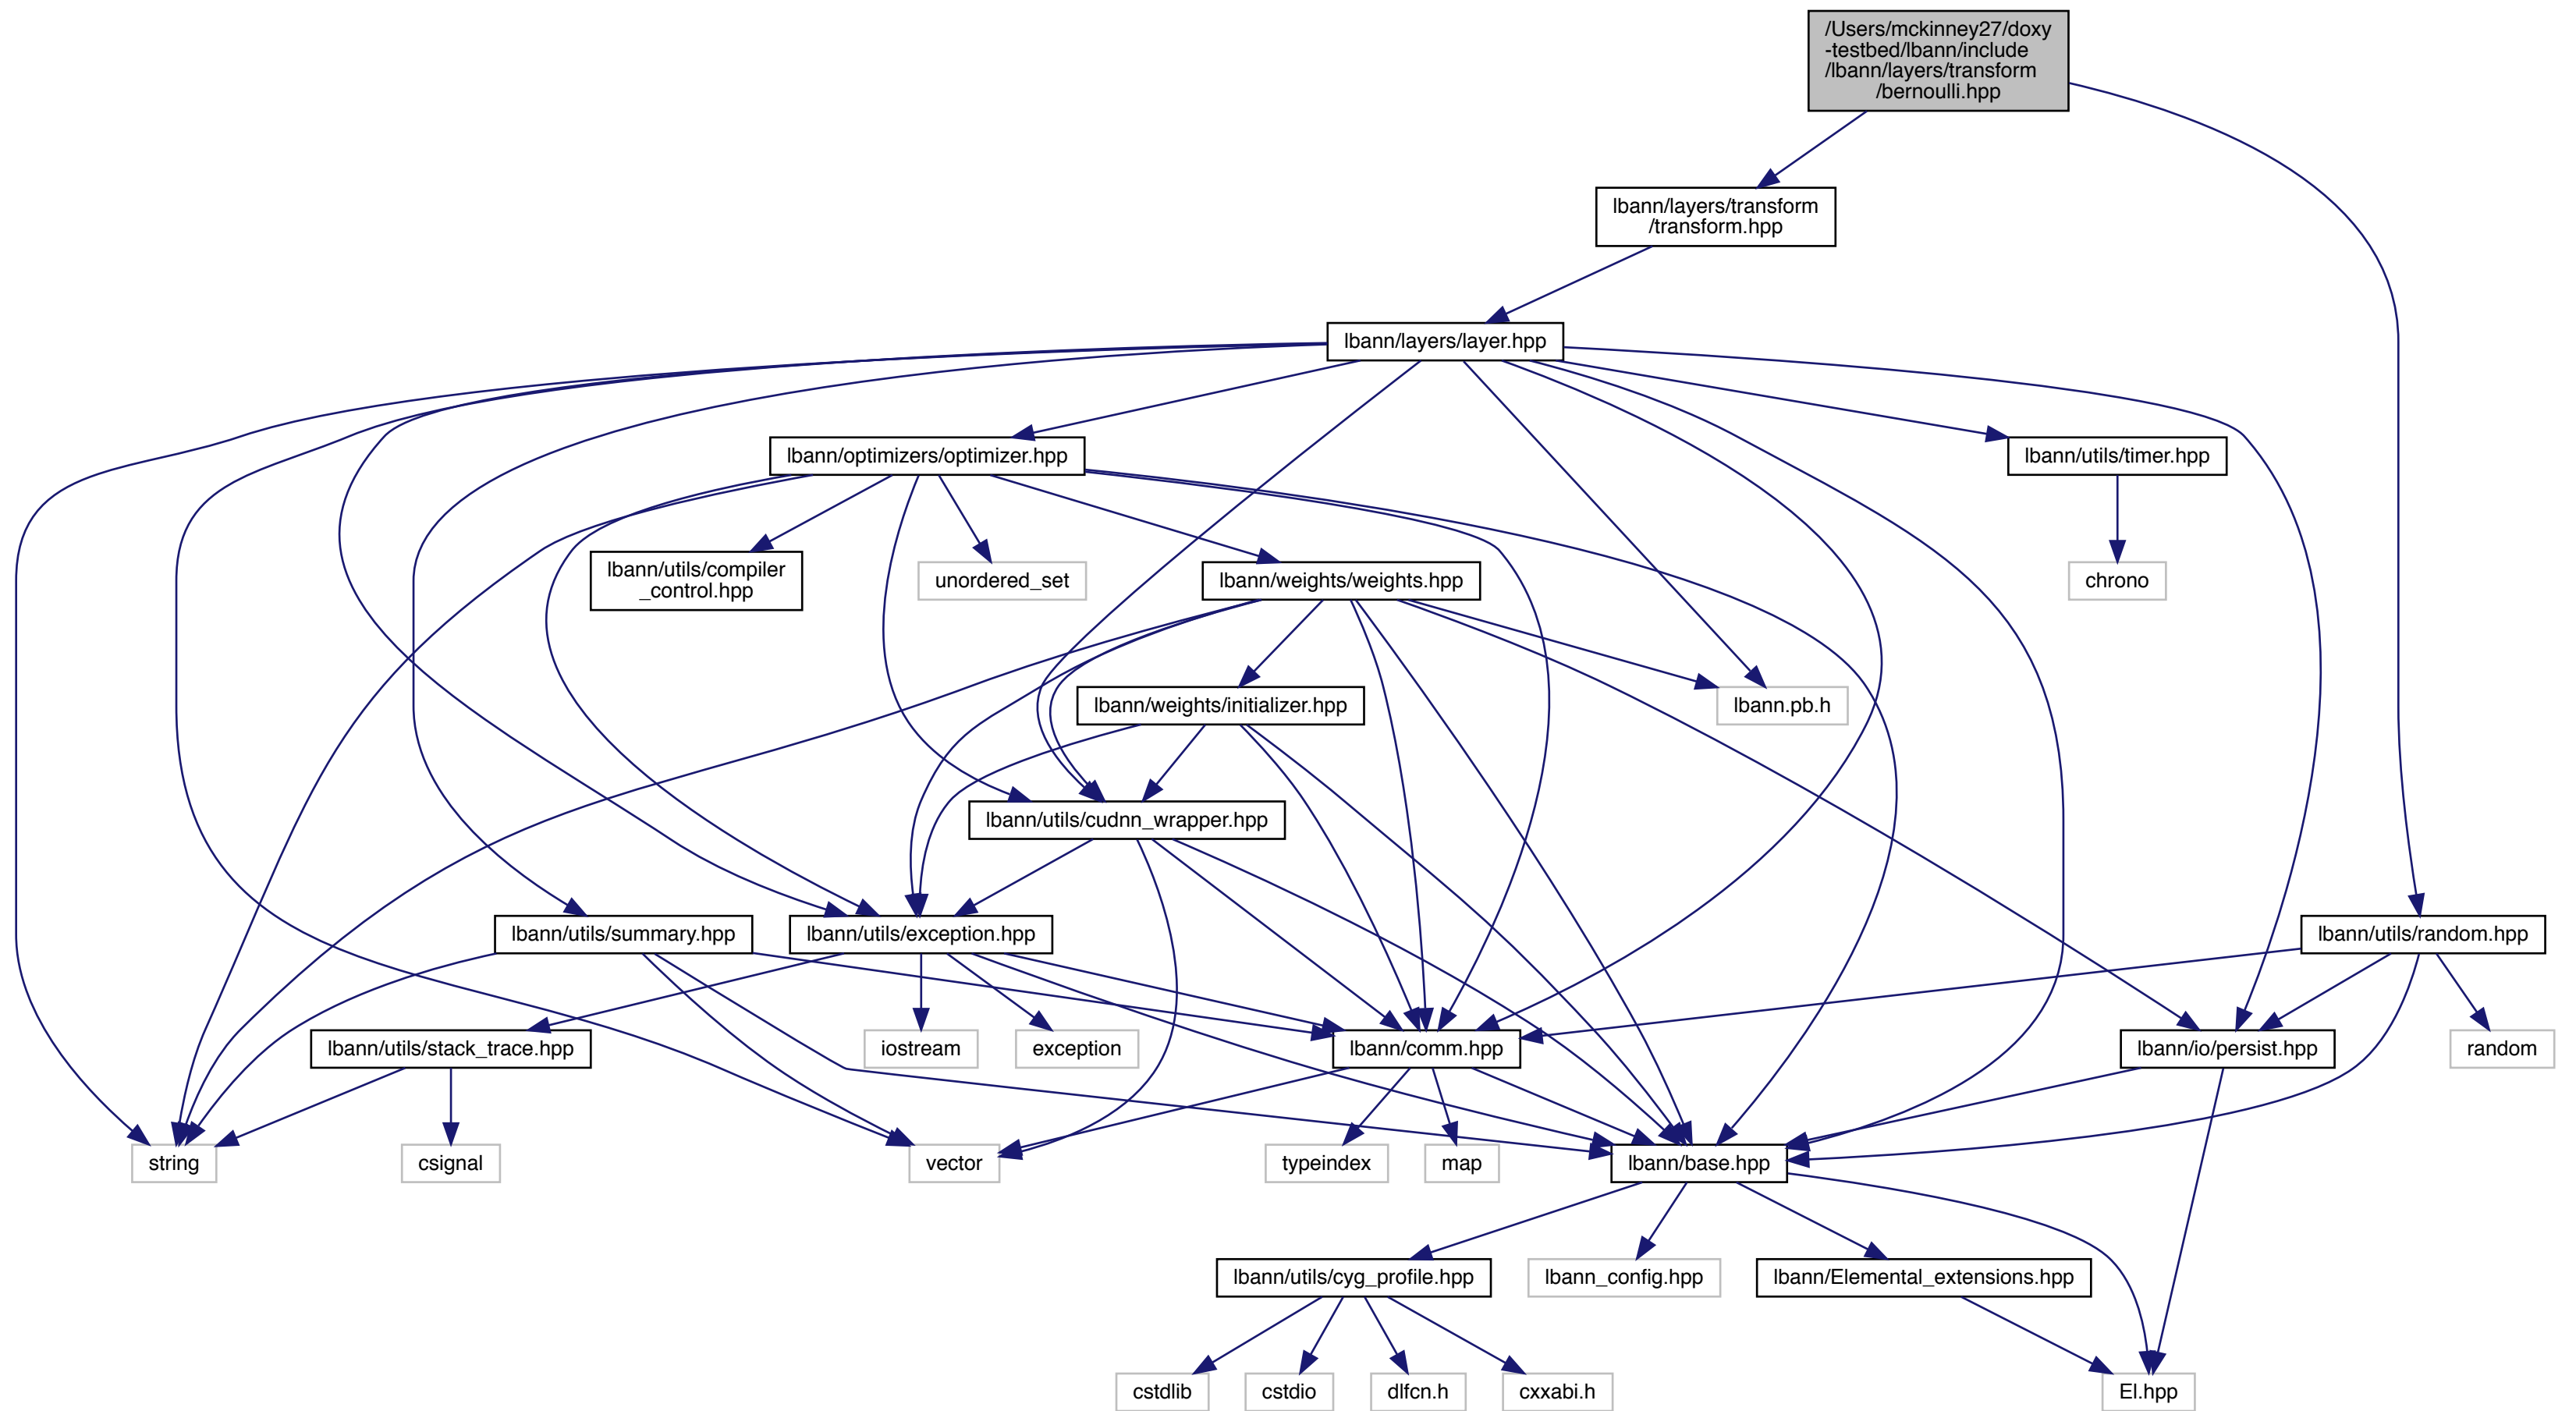 /Users/mckinney27/doxy
-testbed/lbann/include
/lbann/layers/transform
/bernoulli.hpp
lbann/layers/transform
/transform.hpp
lbann/layers/layer.hpp
lbann/optimizers/optimizer.hpp
lbann/utils/timer.hpp
lbann/utils/compiler
_control.hpp
unordered_set
lbann/weights/weights.hpp
chrono
lbann/weights/initializer.hpp
lbann.pb.h
lbann/utils/cudnn_wrapper.hpp
lbann/utils/summary.hpp
lbann/utils/exception.hpp
lbann/utils/random.hpp
lbann/utils/stack_trace.hpp
iostream
exception
lbann/comm.hpp
lbann/io/persist.hpp
random
string
csignal
vector
typeindex
map
lbann/base.hpp
lbann/utils/cyg_profile.hpp
lbann_config.hpp
lbann/Elemental_extensions.hpp
cstdlib
cstdio
dlfcn.h
cxxabi.h
El.hpp